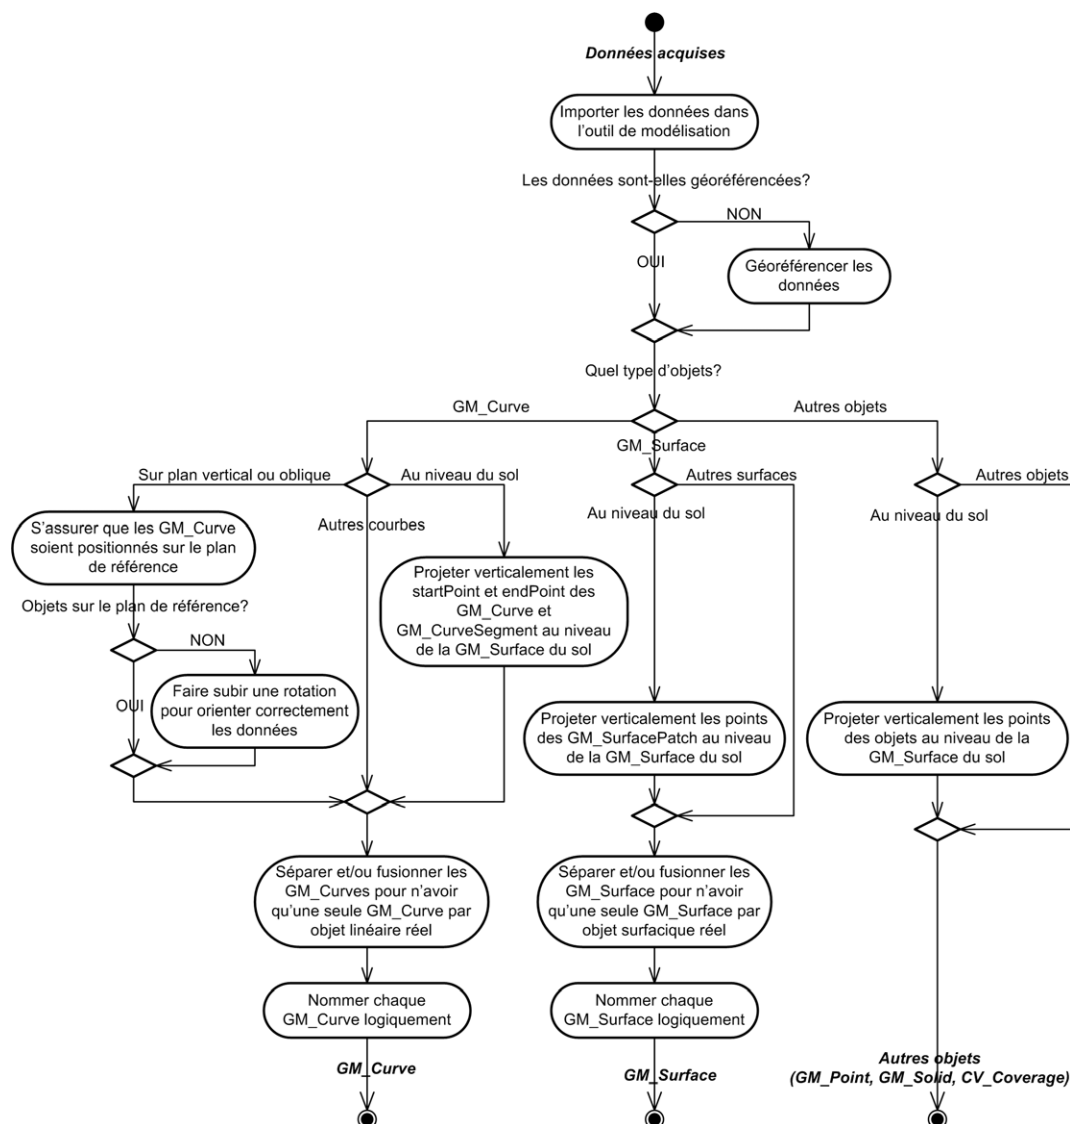 Données acquises
Importer les données dans
l'outil de modélisation
Les données sont-elles géoréférencées?
NON
OUI
Géoréférencer les
données
Quel type d'objets?
GM_Curve
Autres objets
GM_Surface
Sur plan vertical ou oblique
Au niveau du sol
Autres surfaces
Autres objets
Autres courbes
Au niveau du sol
Au niveau du sol
S'assurer que les GM_Curve
soient positionnés sur le plan
de référence
Projeter verticalement les
startPoint et endPoint des
GM_Curve et
GM_CurveSegment au niveau
de la GM_Surface du sol
Objets sur le plan de référence?
NON
OUI
Faire subir une rotation
pour orienter correctement
les données
Projeter verticalement les points
des GM_SurfacePatch au niveau
de la GM_Surface du sol
Projeter verticalement les points
des objets au niveau de la
GM_Surface du sol
Séparer et/ou fusionner les
GM_Curves pour n'avoir
qu'une seule GM_Curve par
objet linéaire réel
Séparer et/ou fusionner les
GM_Surface pour n'avoir
qu'une seule GM_Surface par
objet surfacique réel
Nommer chaque
GM_Curve logiquement
Nommer chaque
GM_Surface logiquement
GM_Curve
GM_Surface
Autres objets
(GM_Point, GM_Solid, CV_Coverage)